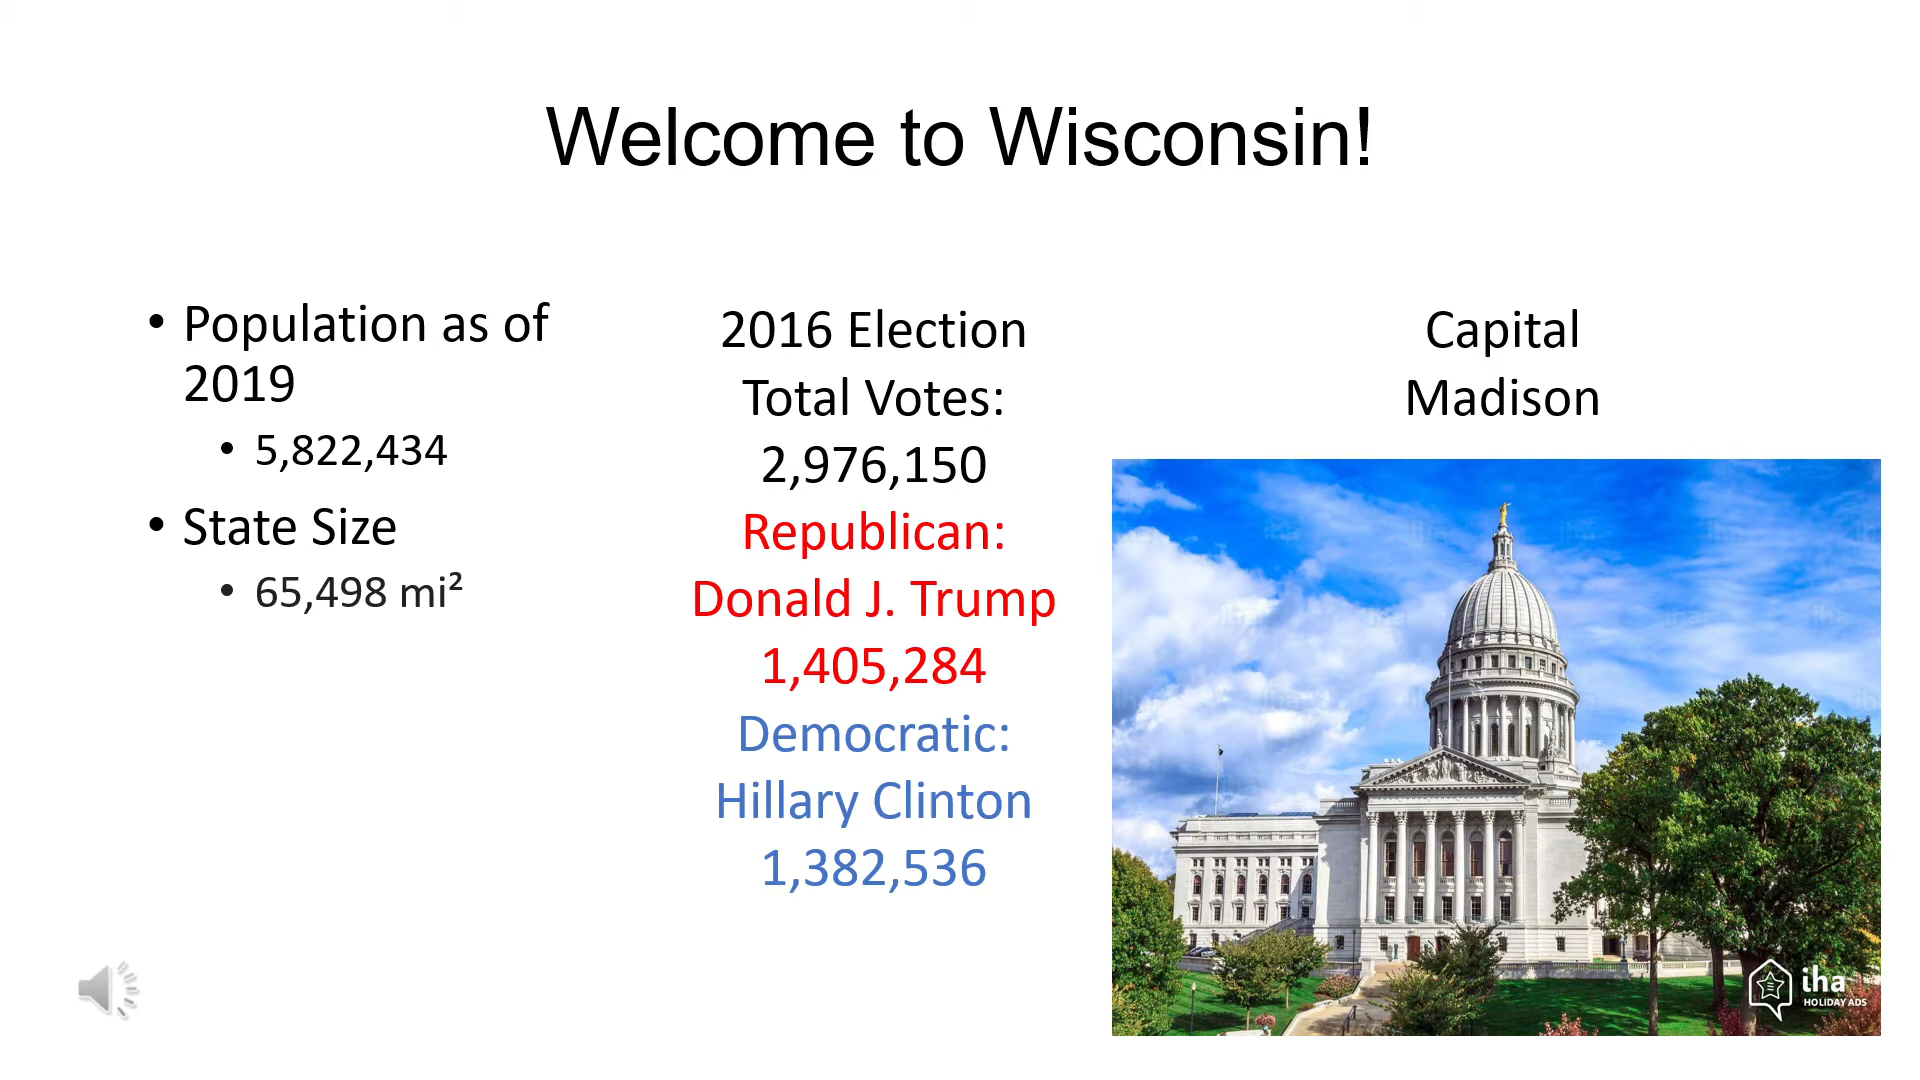 Welcome to Wisconsin!
• Population as of
2019
• 5,822,434
• State Size
• 65,498 mi²
2016 Election
Total Votes:
2,976,150
Republican:
Donald J. Trump
1,405,284
Democratic:
Hillary Clinton
1,382,536
Capital
Madison
iha
HOLIDAY ADS